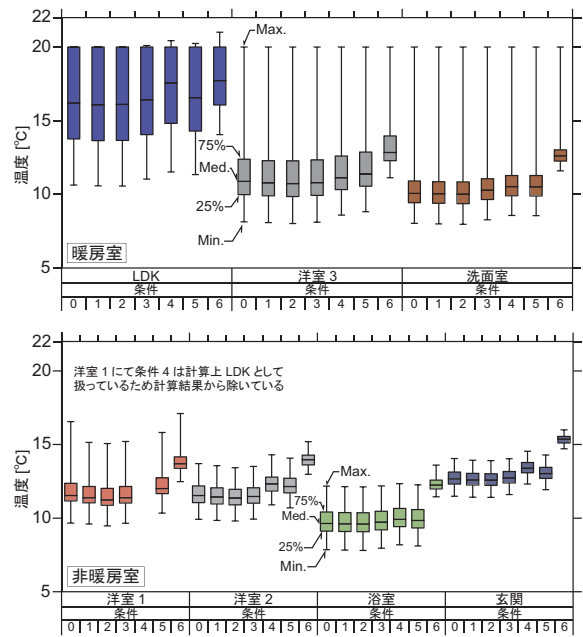 22
20
15
10
5
温度 [℃]
Max.
75%
Med.
25%
Min.
暖房室
LDK 洋室 3 洗面室
条件 条件 条件
0 1 2 3 4 5 6 0 1 2 3 4 5 6 0 1 2 3 4 5 6
22
20
15
10
5
温度 [℃]
洋室 1 にて条件 4 は計算上 LDK として
扱っているため計算結果から除いている
Max.
75%
Med.
25%
Min.
非暖房室
洋室 1 洋室 2 浴室 玄関
条件 条件 条件 条件
0 1 2 3 4 5 6 0 1 2 3 4 5 6 0 1 2 3 4 5 6 0 1 2 3 4 5 6